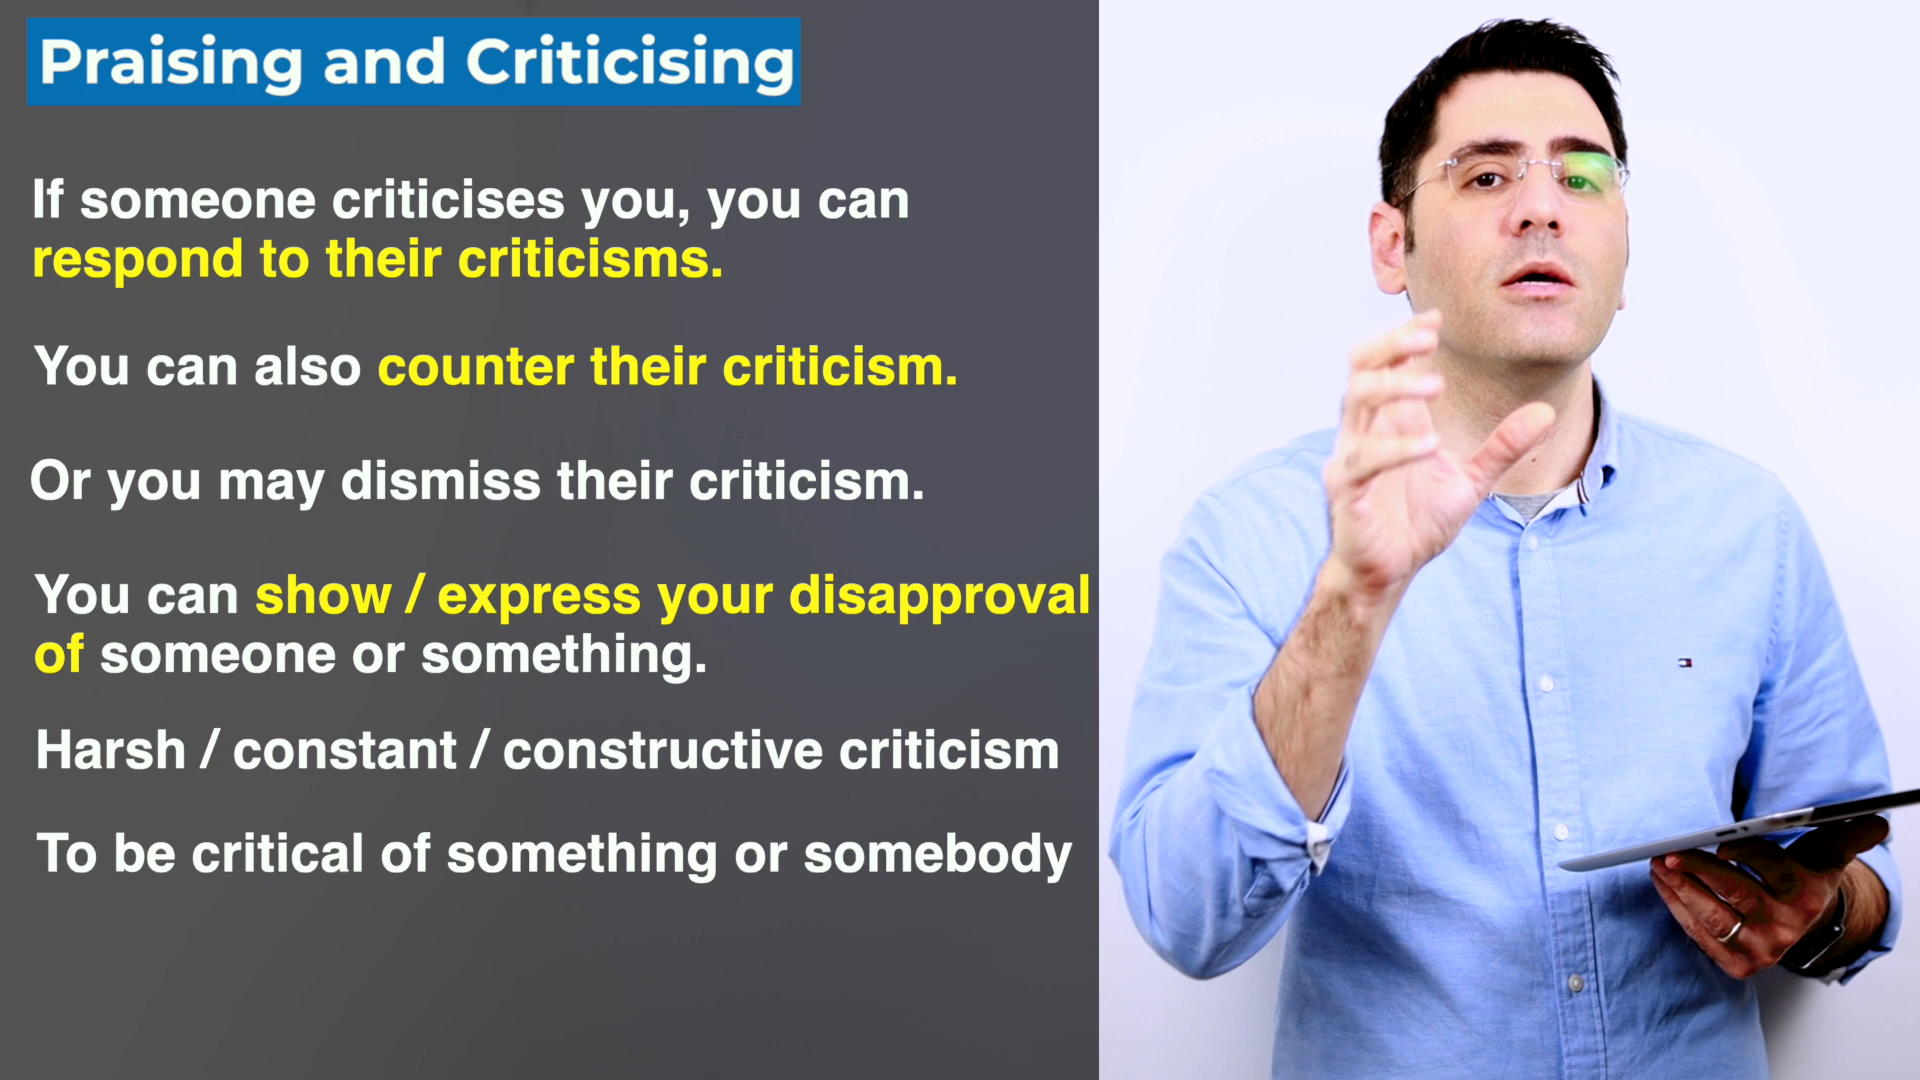 Praising and Criticising
If someone criticises you, you can
respond to their criticisms.
You can also counter their criticism.
Or you may dismiss their criticism.
You can show / express your disapproval
of someone or something.
Harsh / constant / constructive criticism
To be critical of something or somebody